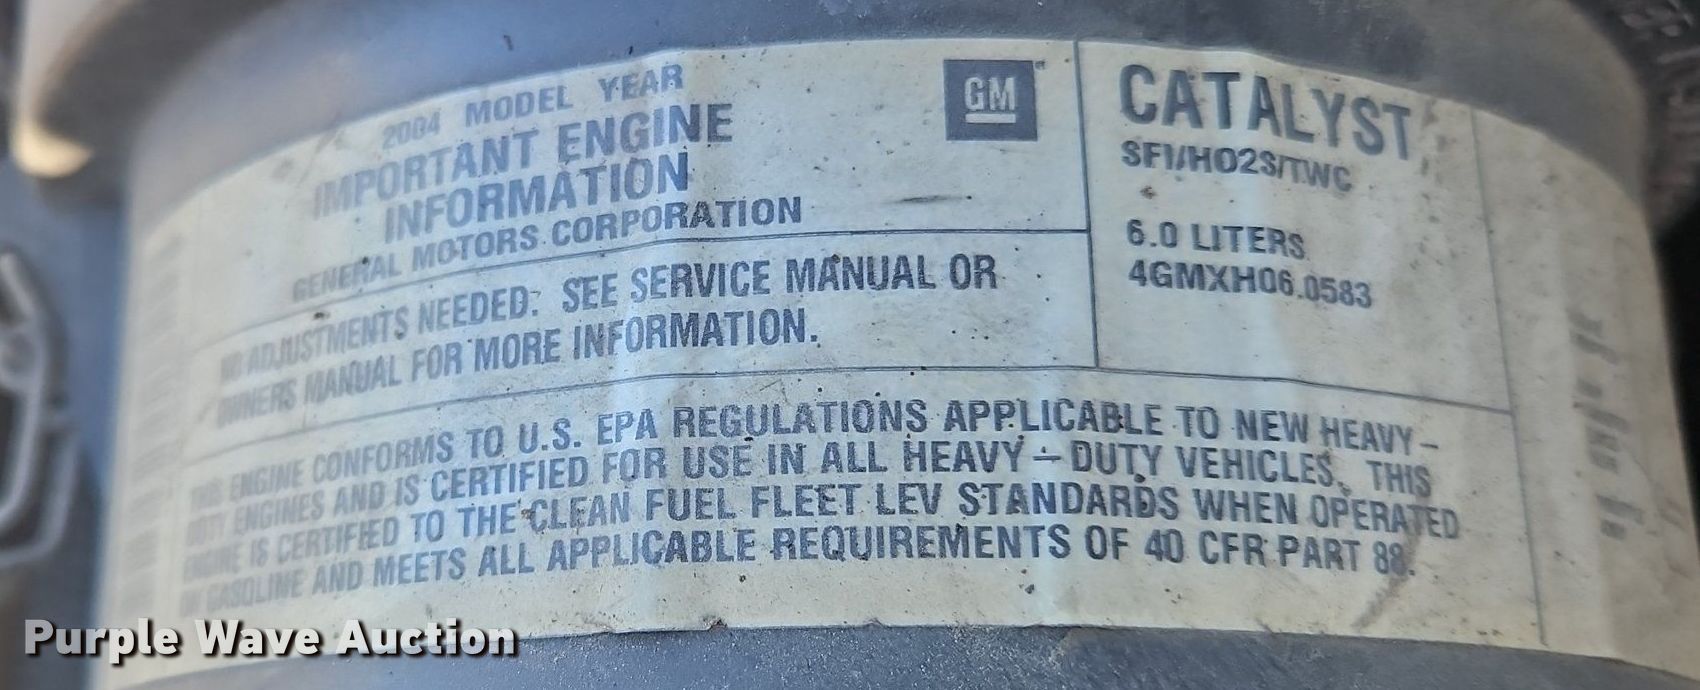 2004 MODEL YEAR
IMPORTANT ENGINE
INFORMATION
GENERAL MOTORS CORPORATION
GM
NO ADJUSTMENTS NEEDED. SEE SERVICE MANUAL OR
OWNERS MANUAL FOR MORE INFORMATION.
CATALYST
SFI/HO2S/TWC
6.0 LITERS
4GMXH06.0583
THIS ENGINE CONFORMS TO U.S. EPA REGULATIONS APPLICABLE TO NEW HEAVY-
DUTY ENGINES AND IS CERTIFIED FOR USE IN ALL HEAVY-DUTY VEHICLES. THIS
ENGINE IS CERTIFIED TO THE CLEAN FUEL FLEET LEV STANDARDS WHEN OPERATED
ON GASOLINE AND MEETS ALL APPLICABLE REQUIREMENTS OF 40 CFR PART 88.
Purple Wave Auction